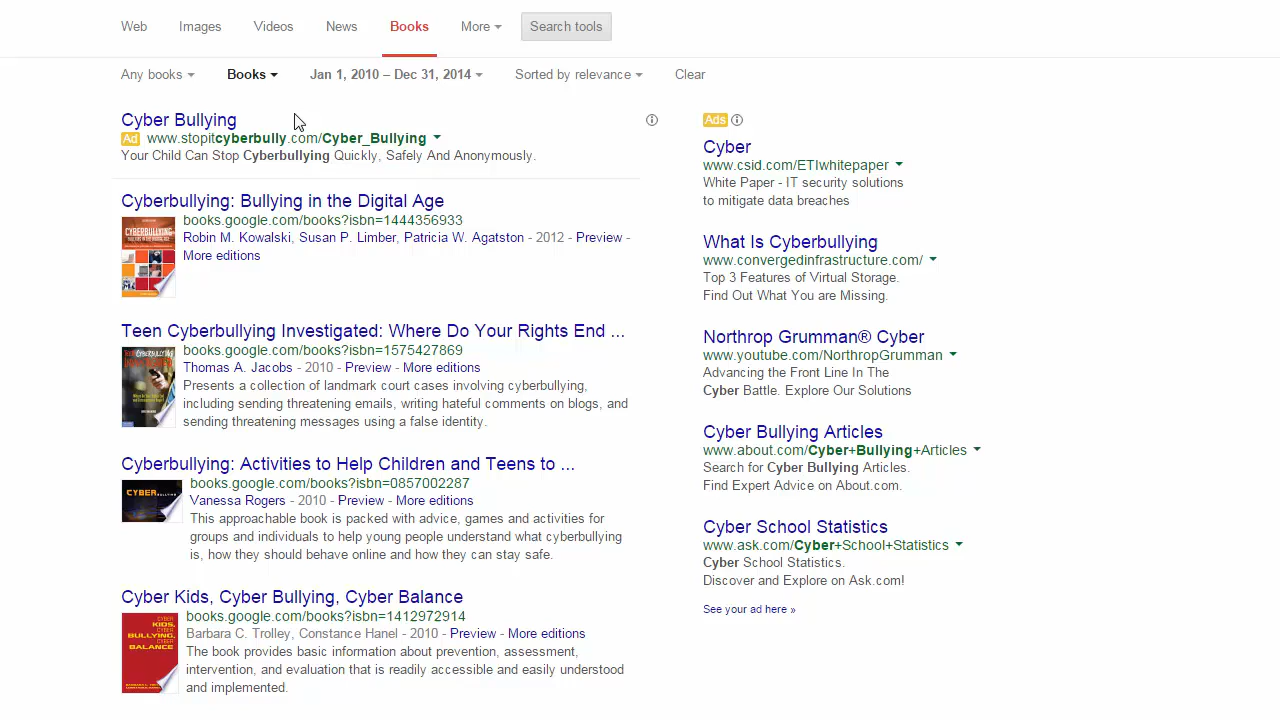 Web Images Videos News Books More Search tools
Any books Books Jan 1, 2010 – Dec 31, 2014 Sorted by relevance Clear
Cyber Bullying
Ad www.stopitcyberbully.com/Cyber_Bullying
Your Child Can Stop Cyberbullying Quickly, Safely And Anonymously.
Cyberbullying: Bullying in the Digital Age
books.google.com/books?isbn=1444356933
Robin M. Kowalski, Susan P. Limber, Patricia W. Agatston - 2012 - Preview -
More editions
CYBERBULLYING
Teen Cyberbullying Investigated: Where Do Your Rights End ...
books.google.com/books?isbn=1575427869
Thomas A. Jacobs - 2010 - Preview - More editions
Presents a collection of landmark court cases involving cyberbullying,
including sending threatening emails, writing hateful comments on blogs, and
sending threatening messages using a false identity.
Cyberbullying: Activities to Help Children and Teens to ...
books.google.com/books?isbn=0857002287
Vanessa Rogers - 2010 - Preview - More editions
This approachable book is packed with advice, games and activities for
groups and individuals to help young people understand what cyberbullying
is, how they should behave online and how they can stay safe.
CYBERBULLYING
Cyber Kids, Cyber Bullying, Cyber Balance
books.google.com/books?isbn=1412972914
Barbara C. Trolley, Constance Hanel - 2010 - Preview - More editions
The book provides basic information about prevention, assessment,
intervention, and evaluation that is readily accessible and easily understood
and implemented.
CYBER
KIDS,
CYBER
BULLYING,
CYBER
BALANCE
Ads
Cyber
www.csid.com/ETIwhitepaper
White Paper - IT security solutions
to mitigate data breaches
What Is Cyberbullying
www.convergedinfrastructure.com/
Top 3 Features of Virtual Storage.
Find Out What You are Missing.
Northrop Grumman® Cyber
www.youtube.com/NorthropGrumman
Advancing the Front Line In The
Cyber Battle. Explore Our Solutions
Cyber Bullying Articles
www.about.com/Cyber+Bullying+Articles
Search for Cyber Bullying Articles.
Find Expert Advice on About.com.
Cyber School Statistics
www.ask.com/Cyber+School+Statistics
Cyber School Statistics.
Discover and Explore on Ask.com!
See your ad here »